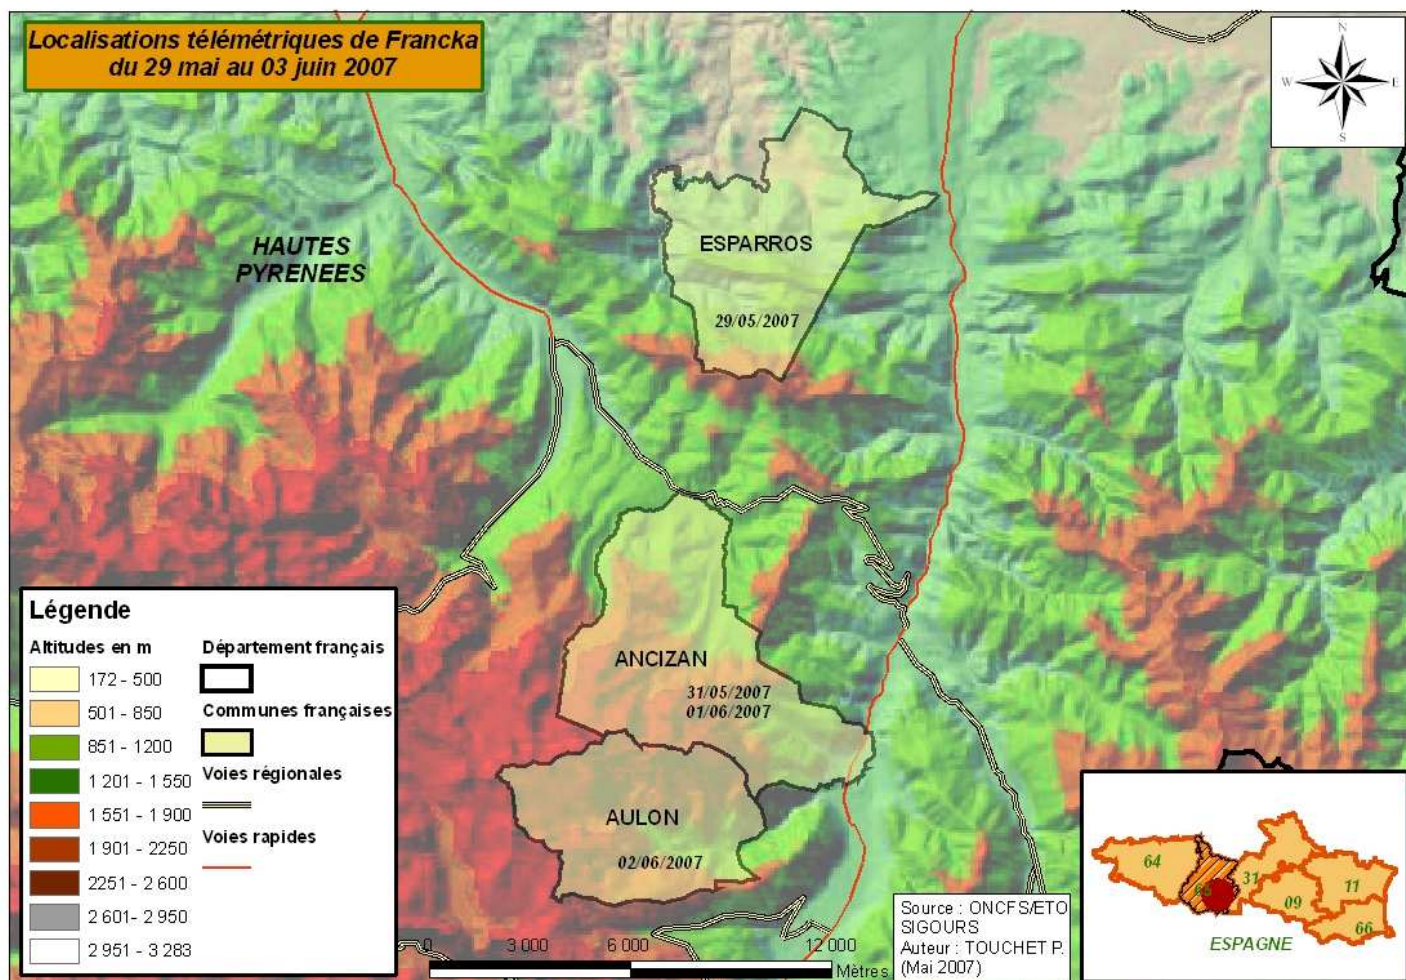 Localisations télémétriques de Francka
du 29 mai au 03 juin 2007
N
W
E
S
HAUTES
PYRENEES
ESPARROS
29/05/2007
ANCIZAN
31/05/2007
01/06/2007
AULON
02/06/2007
Légende
Altitudes en m
172 - 500
501 - 850
851 - 1200
1 201 - 1 550
1 551 - 1 900
1 901 - 2250
2251 - 2 600
2 601 - 2 950
2 951 - 3 283
Département français
Communes françaises
Voies régionales
Voies rapides
0 3 000 6 000 12 000
Mètres
Source : ONCFS/ETO
SIGOURS
Auteur : TOUCHET P.
(Mai 2007)
64
65
31
09
11
66
ESPAGNE